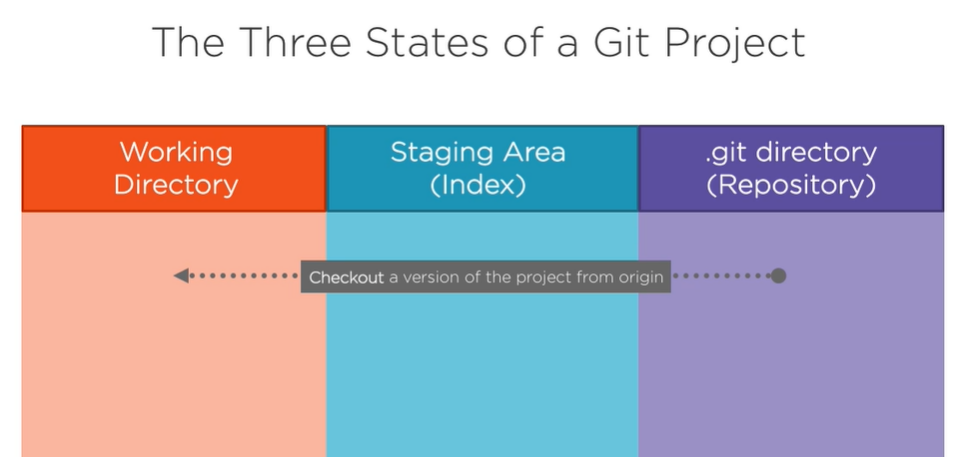 The Three States of a Git Project
Working
Directory
Staging Area
(Index)
.git directory
(Repository)
Checkout a version of the project from origin